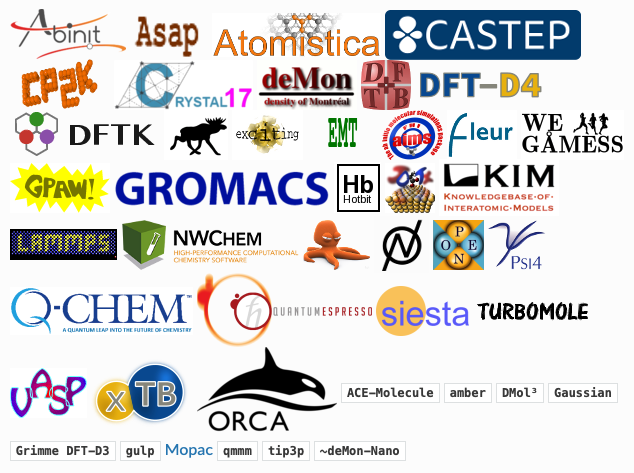 Abinit Asap Atomistica CASTEP
CP2K CRYSTAL17 deMon density of Montréal DFTB DFT-D4
DFTK exciting EMT The ab initio molecular simulations package aims fleur WE GAMESS
GPAW! GROMACS Hb Hotbit KIM KNOWLEDGEBASE·OF· INTERATOMIC·MODELS
LAMMPS NWCHEM HIGH-PERFORMANCE COMPUTATIONAL CHEMISTRY SOFTWARE N OPEN PSI4
Q-CHEM™ A QUANTUM LEAP INTO THE FUTURE OF CHEMISTRY QUANTUMESPRESSO siesta TURBOMOLE
VASP xTB ORCA ACE-Molecule amber DMol³ Gaussian
Grimme DFT-D3 gulp Mopac qmmm tip3p ~deMon-Nano